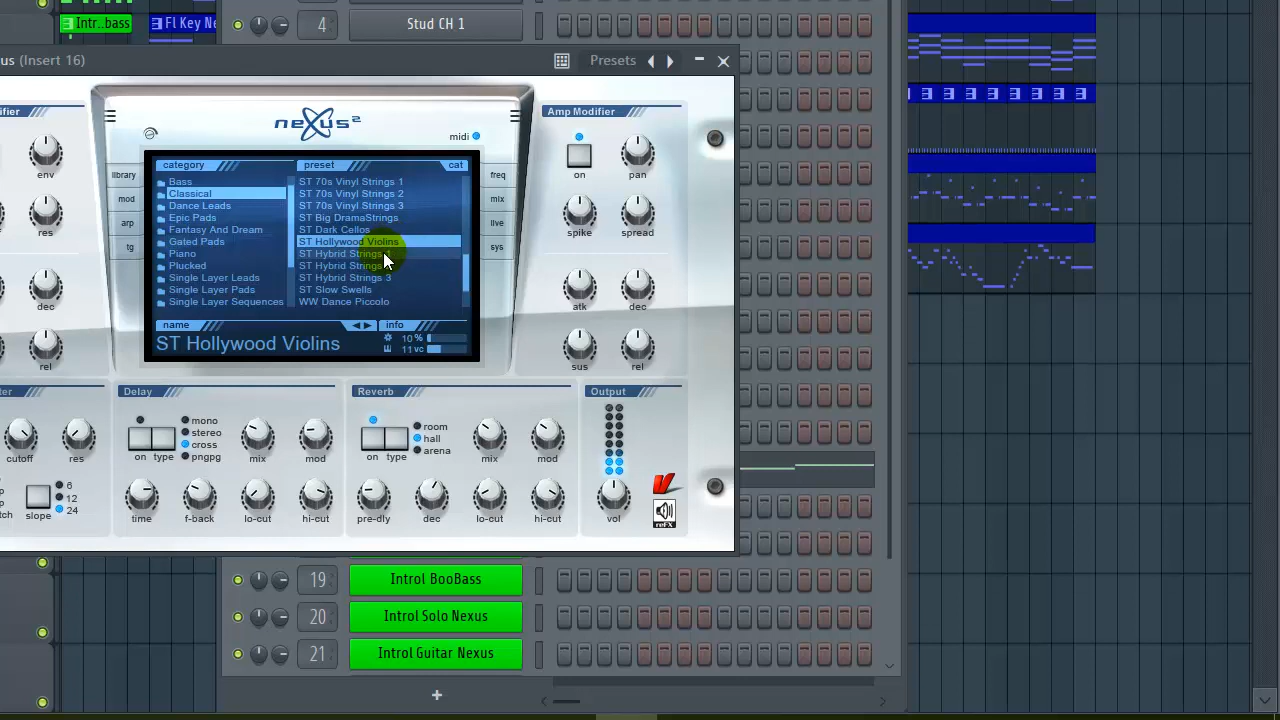 Intr..bass
Fl Key Ne
4
Stud CH 1
us (Insert 16)
Presets
ifier
nexus2
midi
Amp Modifier
env
res
dec
rel
library
mod
arp
tg
category
preset
cat
Bass
Classical
Dance Leads
Epic Pads
Fantasy And Dream
Gated Pads
Piano
Plucked
Single Layer Leads
Single Layer Pads
Single Layer Sequences
ST 70s Vinyl Strings 1
ST 70s Vinyl Strings 2
ST 70s Vinyl Strings 3
ST Big DramaStrings
ST Dark Cellos
ST Hollywood Violins
ST Hybrid Strings 1
ST Hybrid Strings
ST Hybrid Strings 3
ST Slow Swells
WW Dance Piccolo
name
info
ST Hollywood Violins
10 %
11 vc
freq
mix
live
sys
on
pan
spike
spread
atk
dec
sus
rel
ter
cutoff
res
slope
6
12
24
p
tch
Delay
on
type
mono
stereo
cross
pngpg
mix
mod
time
f-back
lo-cut
hi-cut
Reverb
on
type
room
hall
arena
mix
mod
pre-dly
dec
lo-cut
hi-cut
Output
vol
reFX
19
Introl BooBass
20
Introl Solo Nexus
21
Introl Guitar Nexus
+